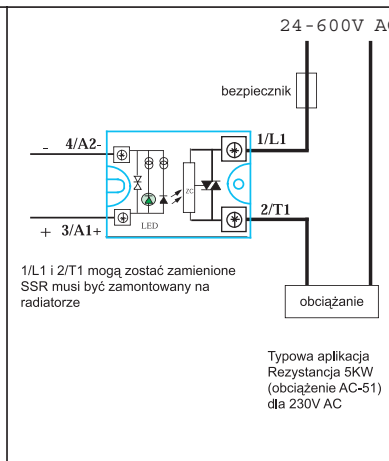 24-600V AC
bezpiecznik
4/A2-
1/L1
-
ZC
LED
2/T1
+ 3/A1+
1/L1 i 2/T1 mogą zostać zamienione
SSR musi być zamontowany na
radiatorze
obciążanie
Typowa aplikacja
Rezystancja 5KW
(obciążenie AC-51)
dla 230V AC